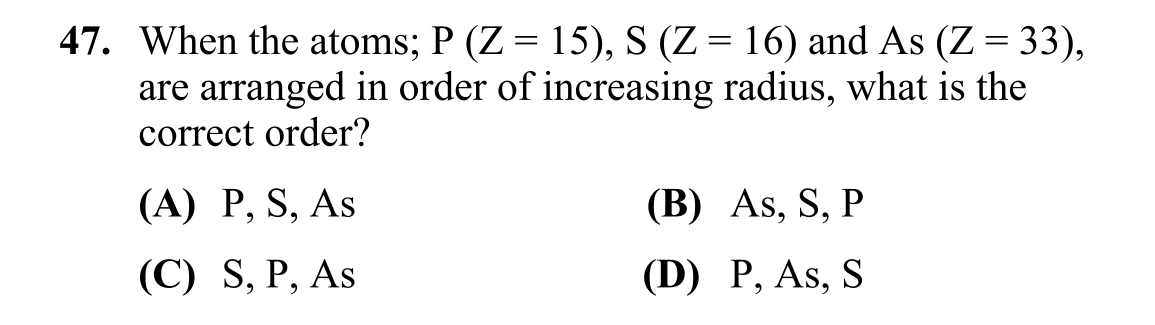 47. When the atoms; P (Z = 15), S (Z = 16) and As (Z = 33),
are arranged in order of increasing radius, what is the
correct order?
(A) P, S, As (B) As, S, P
(C) S, P, As (D) P, As, S